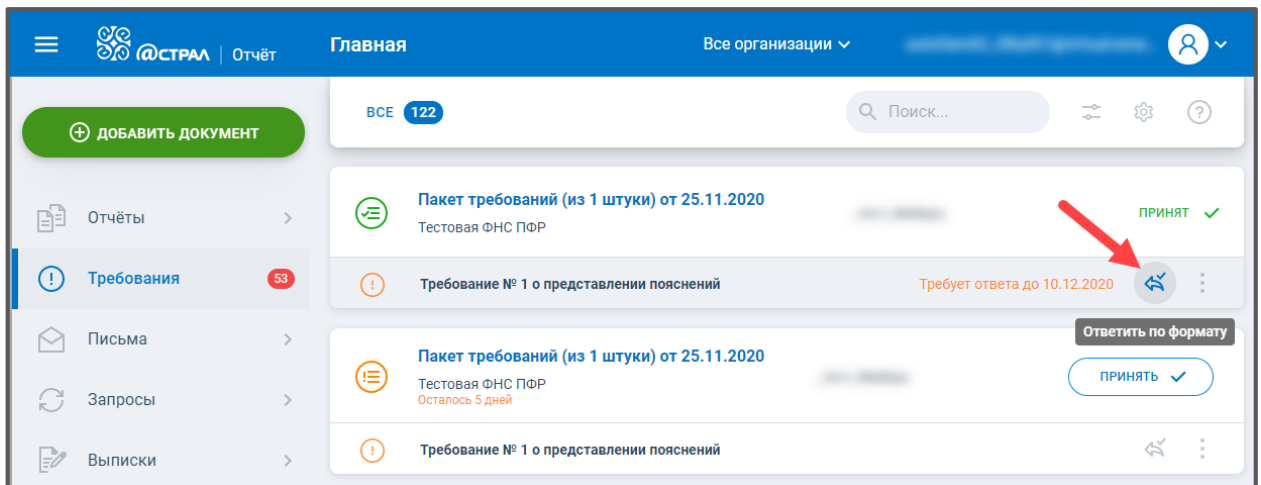 @СТРАЛ | Отчёт
Главная
Все организации
ДОБАВИТЬ ДОКУМЕНТ
ВСЕ 122
Поиск...
?
Отчёты
Требования 53
Письма
Запросы
Выписки
Пакет требований (из 1 штуки) от 25.11.2020
Тестовая ФНС ПФР
ПРИНЯТ
Требование № 1 о представлении пояснений
Требует ответа до 10.12.2020
Ответить по формату
Пакет требований (из 1 штуки) от 25.11.2020
Тестовая ФНС ПФР
Осталось 5 дней
ПРИНЯТЬ
Требование № 1 о представлении пояснений